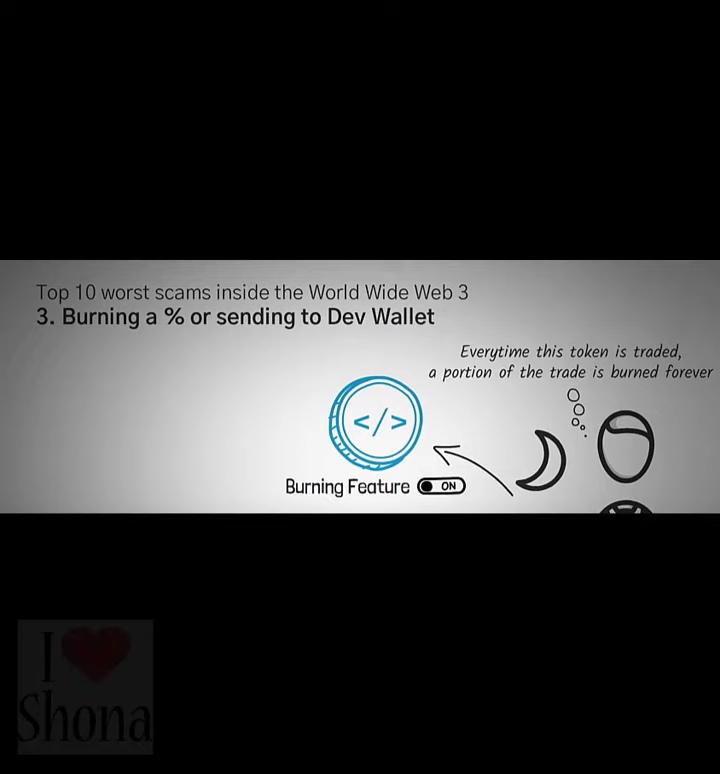 Top 10 worst scams inside the World Wide Web 3
3. Burning a % or sending to Dev Wallet
Everytime this token is traded,
a portion of the trade is burned forever
</>
Burning Feature ON
I
Shona